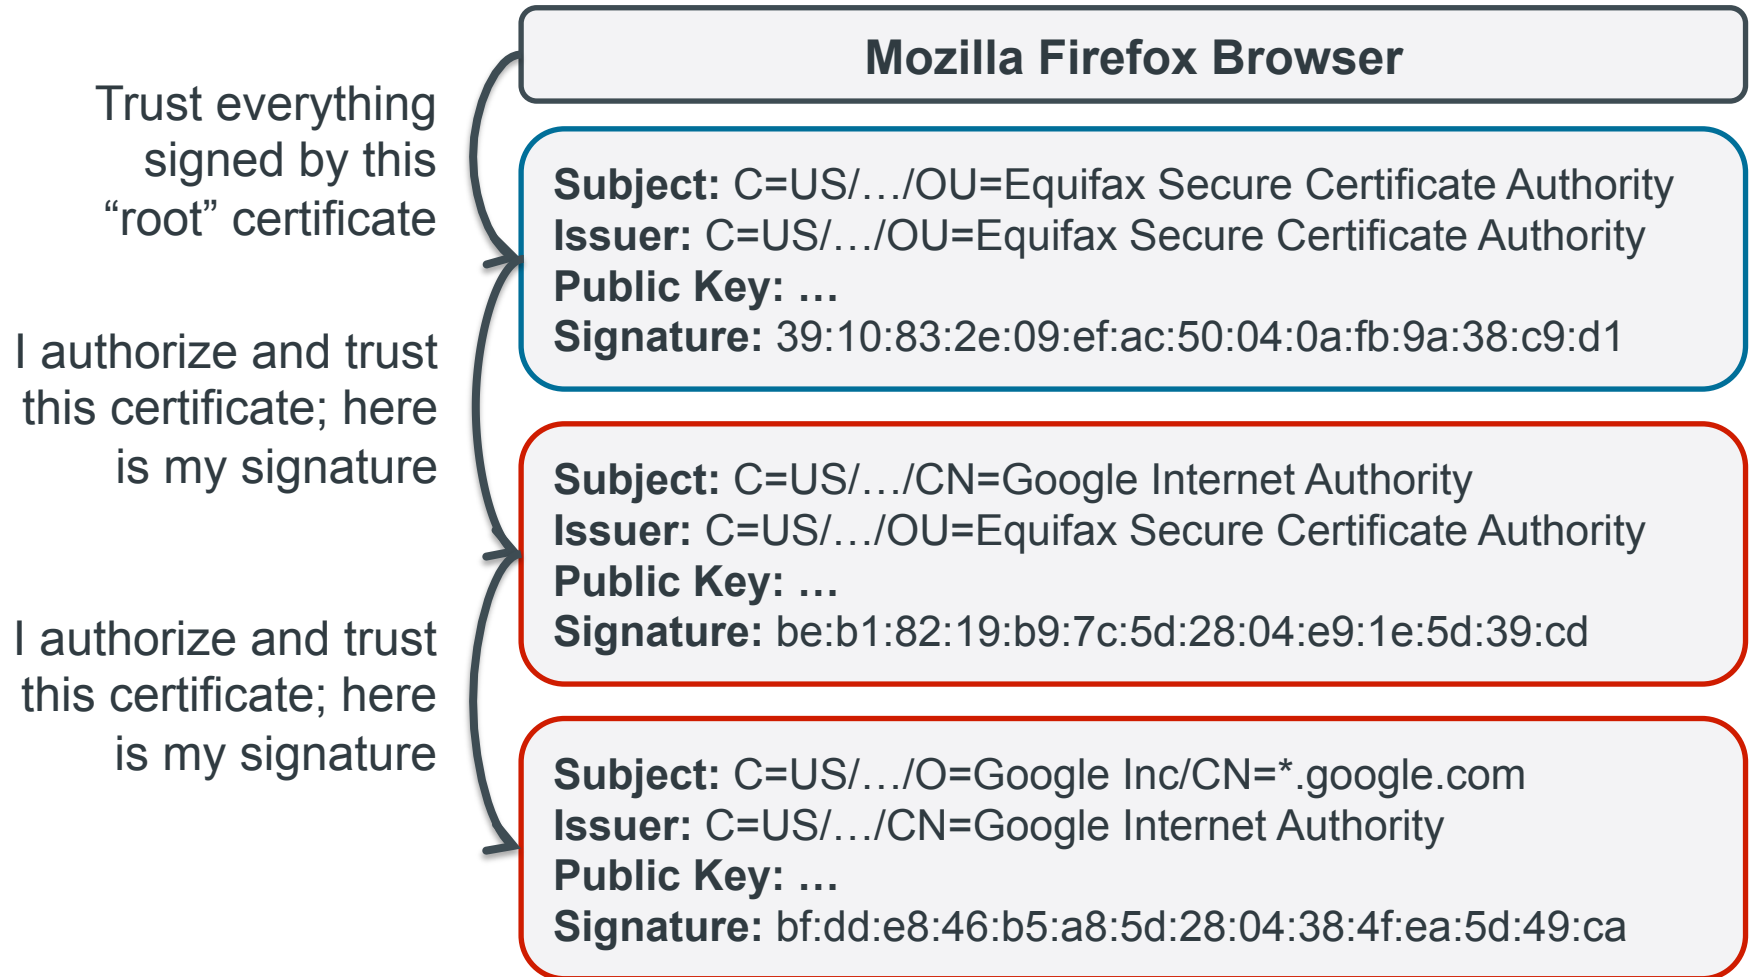 Mozilla Firefox Browser
Trust everything
signed by this
“root” certificate
Subject: C=US/…/OU=Equifax Secure Certificate Authority
Issuer: C=US/…/OU=Equifax Secure Certificate Authority
Public Key: …
Signature: 39:10:83:2e:09:ef:ac:50:04:0a:fb:9a:38:c9:d1
I authorize and trust
this certificate; here
is my signature
Subject: C=US/…/CN=Google Internet Authority
Issuer: C=US/…/OU=Equifax Secure Certificate Authority
Public Key: …
Signature: be:b1:82:19:b9:7c:5d:28:04:e9:1e:5d:39:cd
I authorize and trust
this certificate; here
is my signature
Subject: C=US/…/O=Google Inc/CN=*.google.com
Issuer: C=US/…/CN=Google Internet Authority
Public Key: …
Signature: bf:dd:e8:46:b5:a8:5d:28:04:38:4f:ea:5d:49:ca